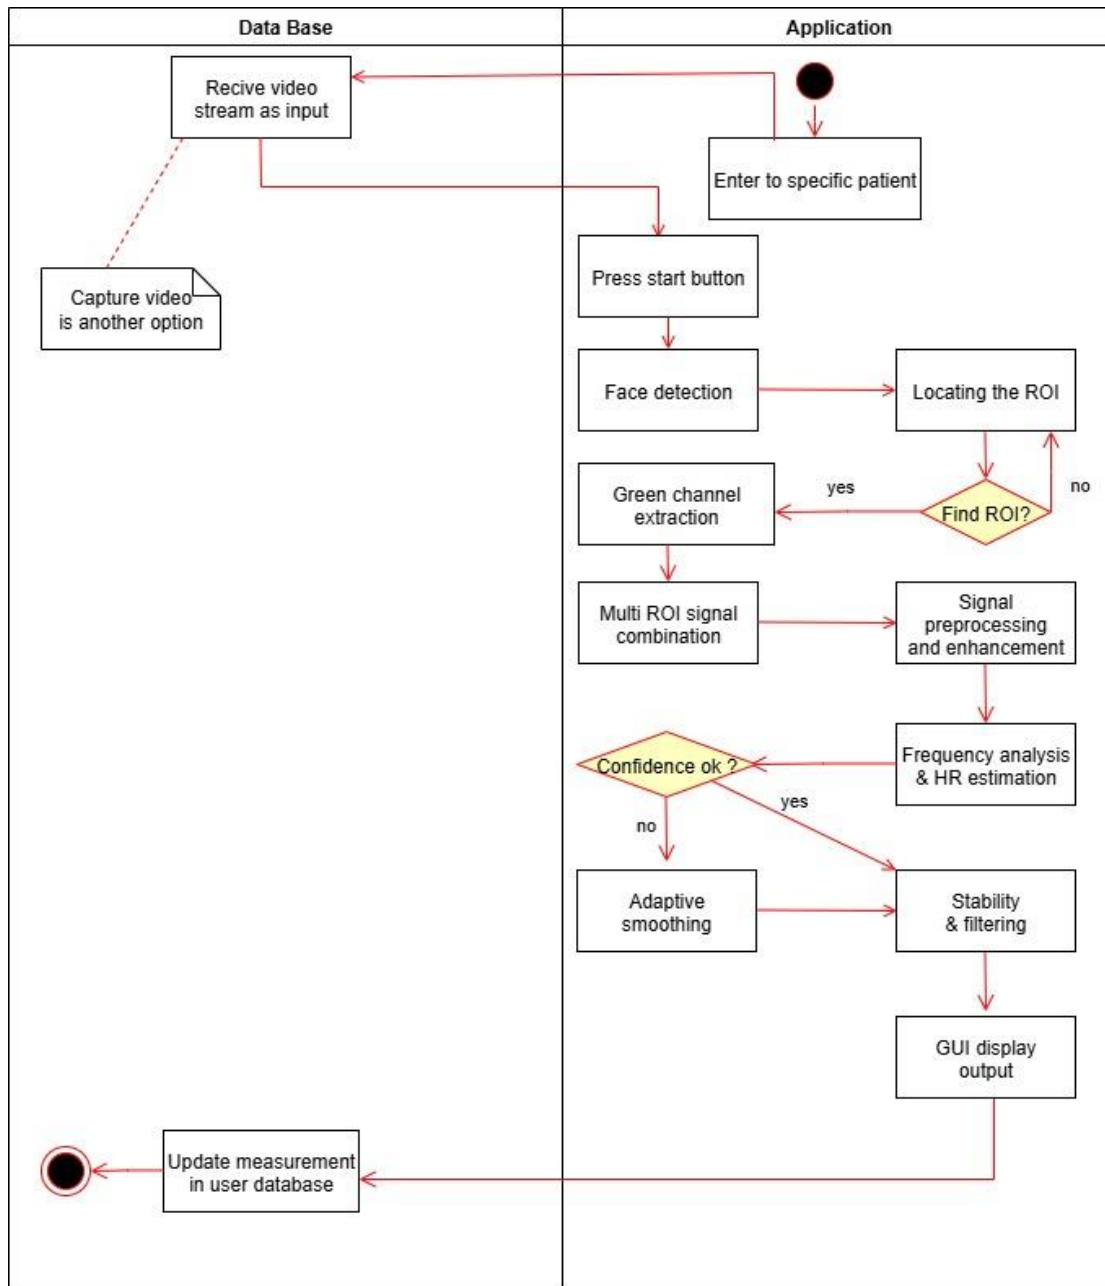 Data Base
Application
Recive video
stream as input
Enter to specific patient
Press start button
Capture video
is another option
Face detection
Locating the ROI
Find ROI?
no
yes
Green channel
extraction
Multi ROI signal
combination
Signal
preprocessing
and enhancement
Frequency analysis
& HR estimation
Confidence ok ?
yes
no
Adaptive
smoothing
Stability
& filtering
GUI display
output
Update measurement
in user database